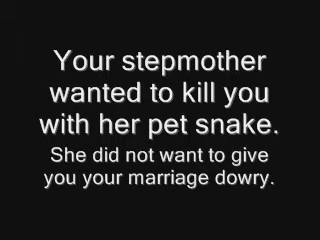 Your stepmother
wanted to kill you
with her pet snake.
She did not want to give
you your marriage dowry.